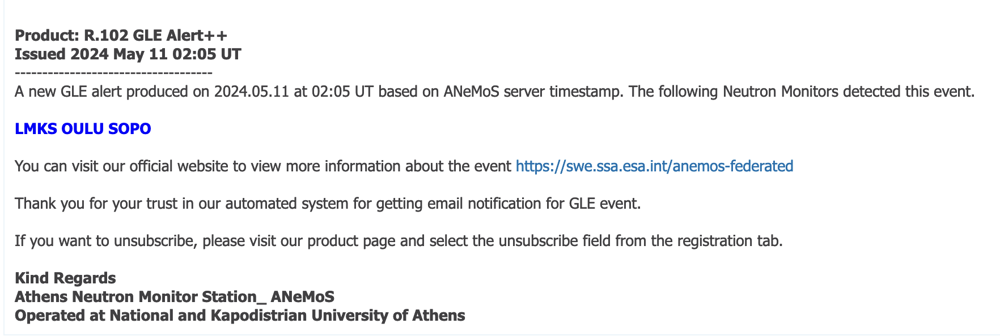 Product: R.102 GLE Alert++
Issued 2024 May 11 02:05 UT
------------------------------------
A new GLE alert produced on 2024.05.11 at 02:05 UT based on ANeMoS server timestamp. The following Neutron Monitors detected this event.
LMKS OULU SOPO
You can visit our official website to view more information about the event https://swe.ssa.esa.int/anemos-federated
Thank you for your trust in our automated system for getting email notification for GLE event.
If you want to unsubscribe, please visit our product page and select the unsubscribe field from the registration tab.
Kind Regards
Athens Neutron Monitor Station_ ANeMoS
Operated at National and Kapodistrian University of Athens